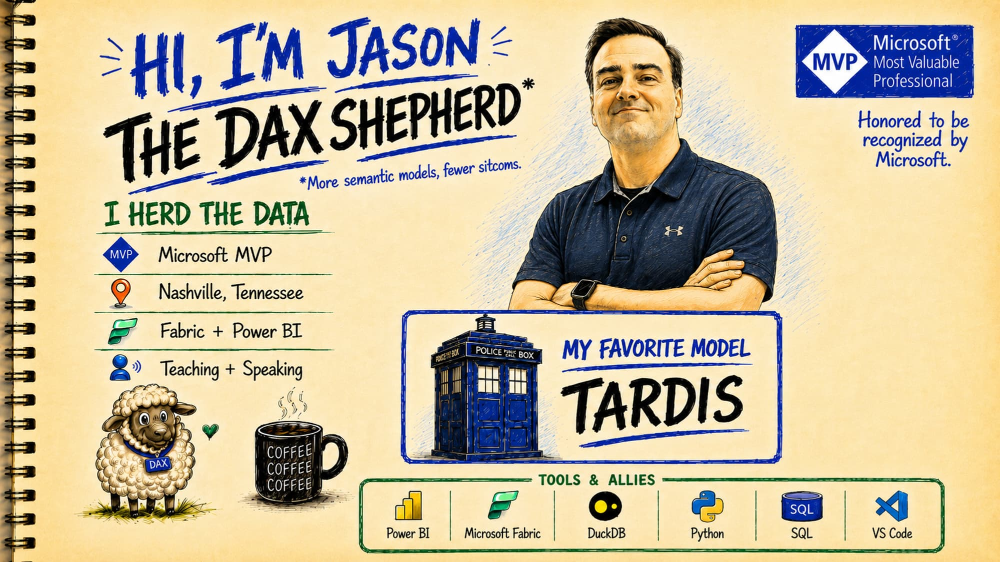 HI, I'M JASON
THE DAX SHEPHERD*
*More semantic models, fewer sitcoms.
MVP
Microsoft®
Most Valuable
Professional
Honored to be
recognized by
Microsoft.
I HERD THE DATA
MVP
Microsoft MVP
Nashville, Tennessee
Fabric + Power BI
Teaching + Speaking
DAX
COFFEE
COFFEE
COFFEE
POLICE PUBLIC CALL BOX
MY FAVORITE MODEL
TARDIS
TOOLS & ALLIES
Power BI
Microsoft Fabric
DuckDB
Python
SQL
SQL
VS Code